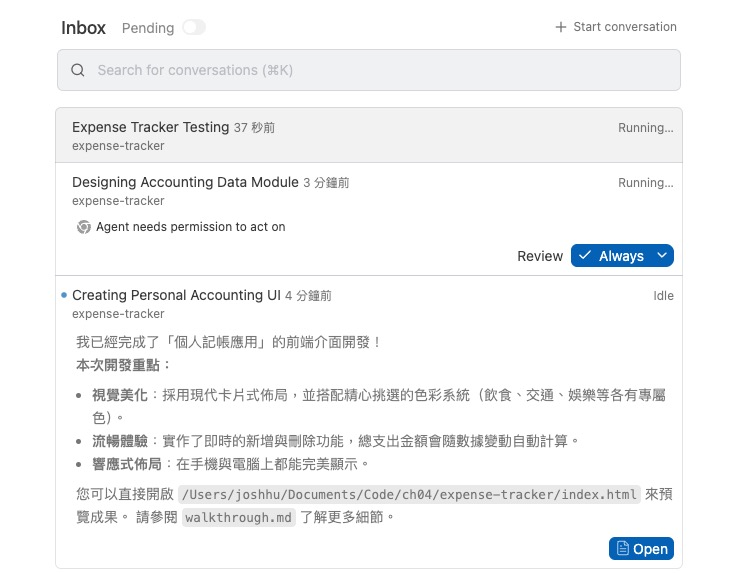 Inbox Pending Start conversation
Search for conversations (⌘K)
Expense Tracker Testing 37 秒前 Running...
expense-tracker
Designing Accounting Data Module 3 分鐘前 Running...
expense-tracker
Agent needs permission to act on
Review Always
Creating Personal Accounting UI 4 分鐘前 Idle
expense-tracker
我已經完成了「個人記帳應用」的前端介面開發！
本次開發重點：
• 視覺美化：採用現代卡片式佈局，並搭配精心挑選的色彩系統（飲食、交通、娛樂等各有專屬
色）。
• 流暢體驗：實作了即時的新增與刪除功能，總支出金額會隨數據變動自動計算。
• 響應式佈局：在手機與電腦上都能完美顯示。
您可以直接開啟 /Users/joshhu/Documents/Code/ch04/expense-tracker/index.html 來預
覽成果。 請參閱 walkthrough.md 了解更多細節。
Open